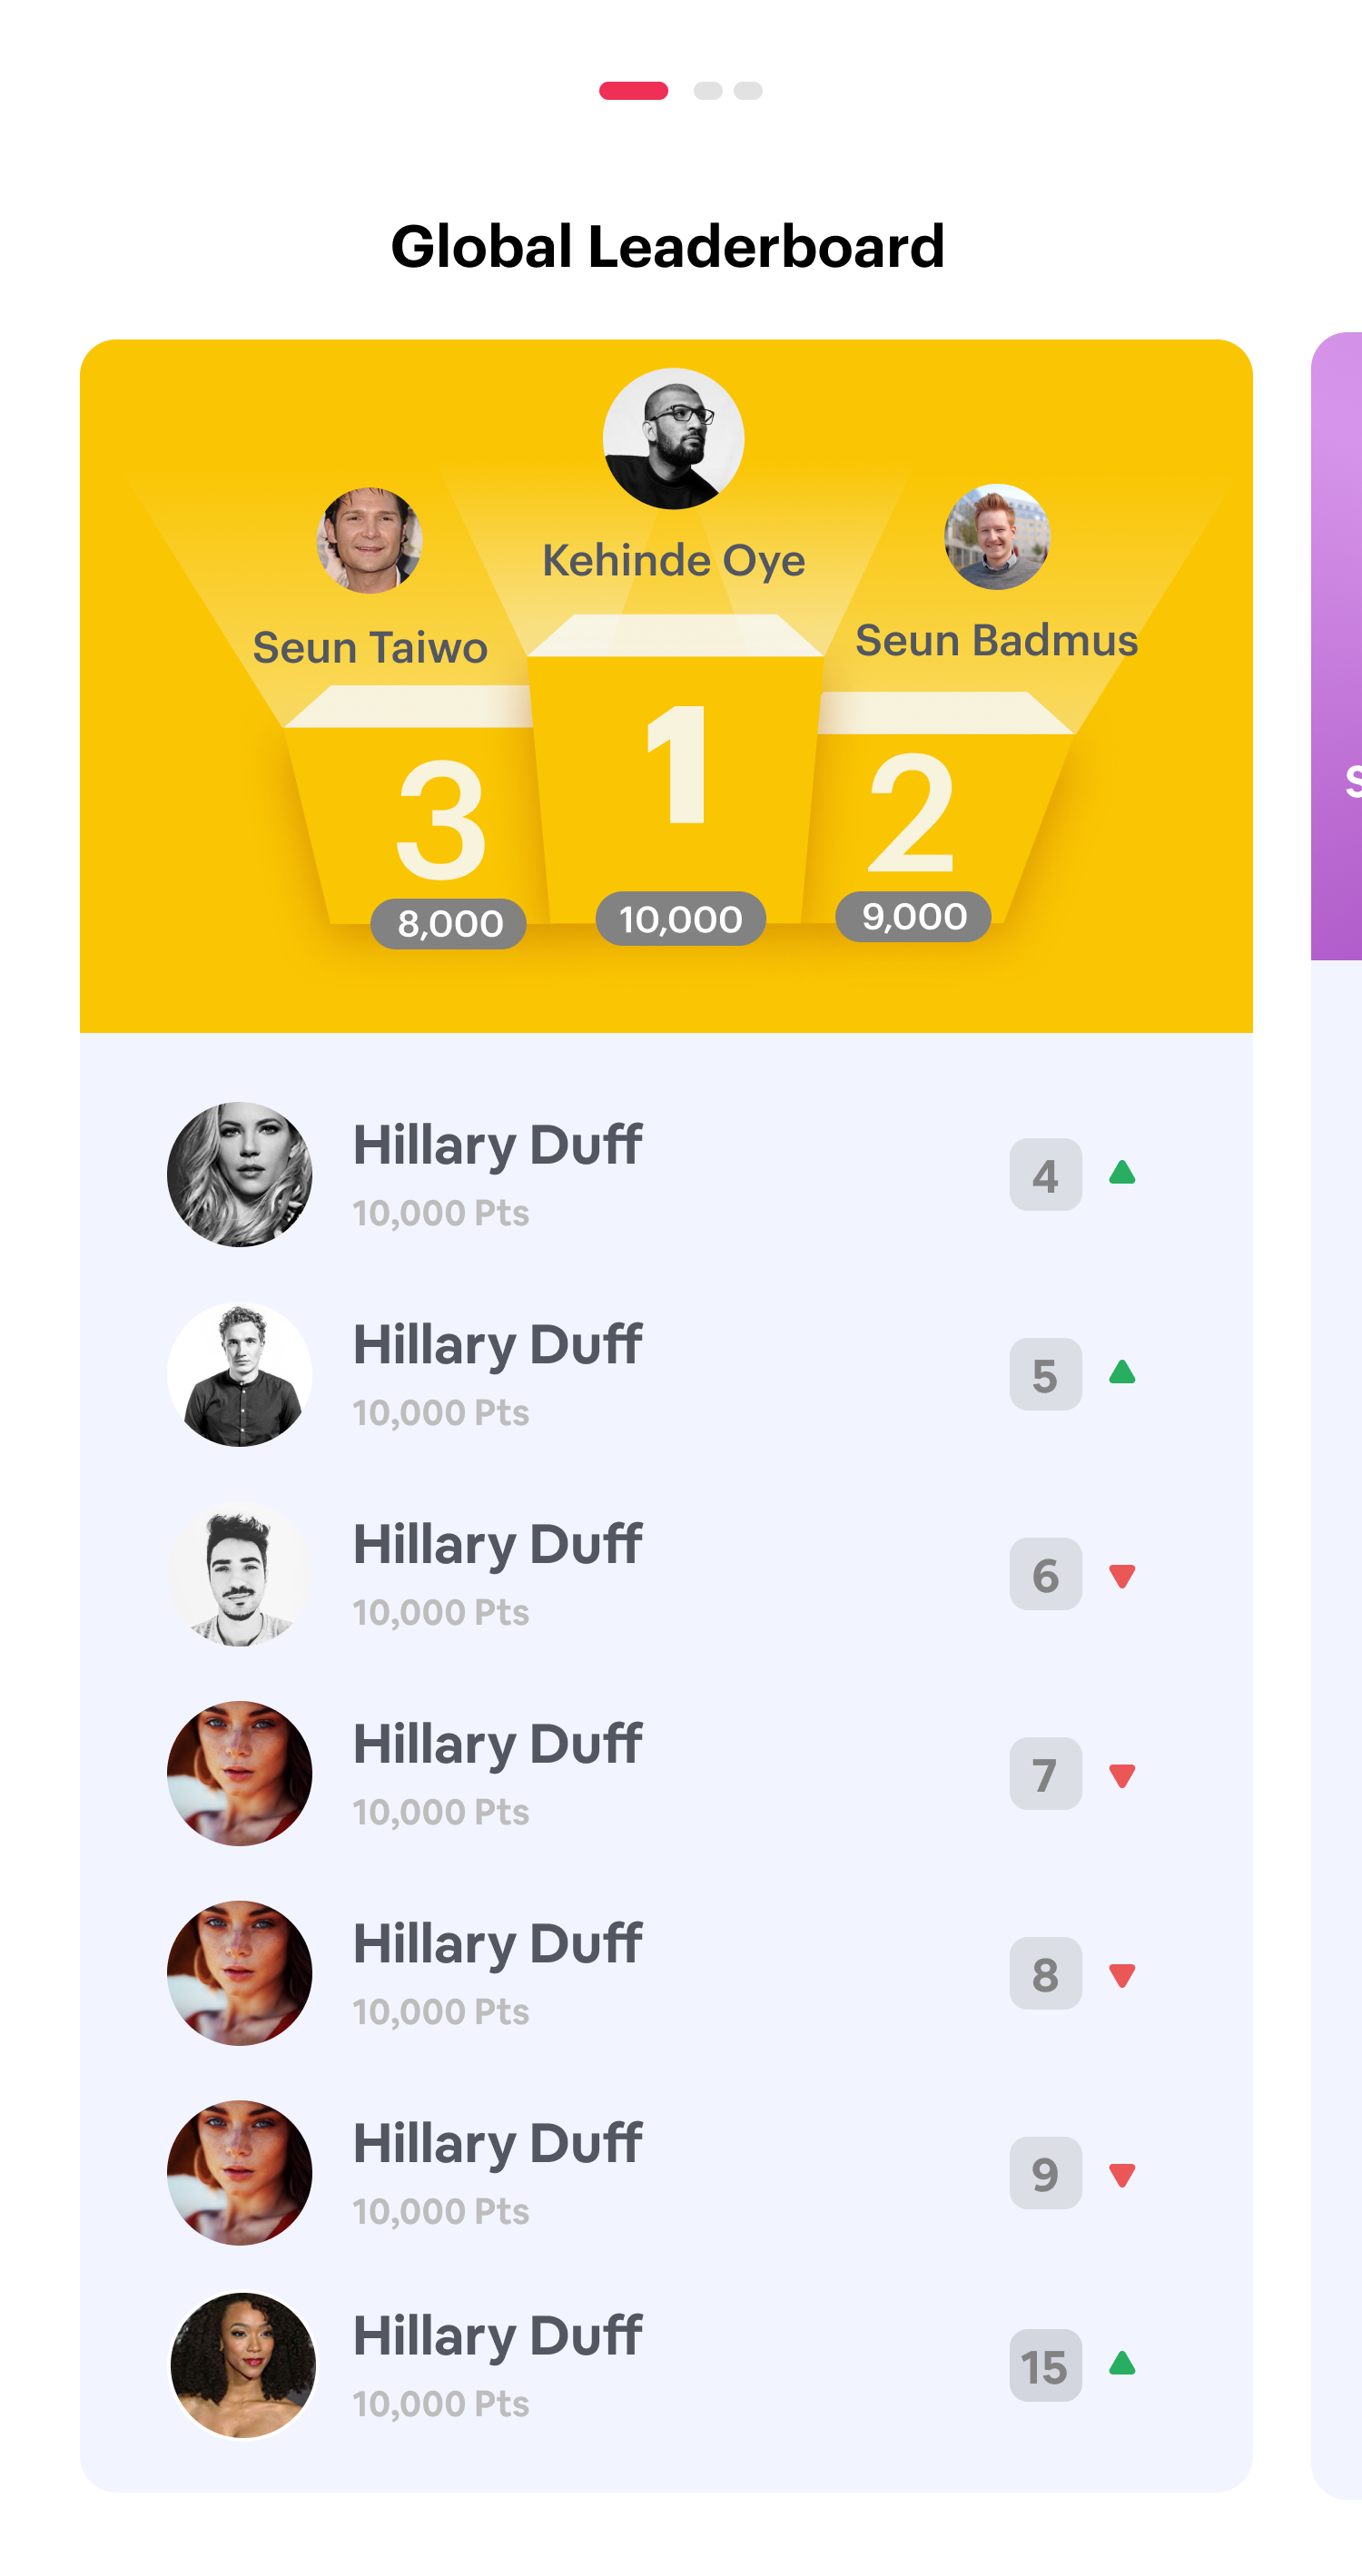 Global Leaderboard
Kehinde Oye
Seun Taiwo
Seun Badmus
3
1
2
8,000
10,000
9,000
Hillary Duff
10,000 Pts
4
Hillary Duff
10,000 Pts
5
Hillary Duff
10,000 Pts
6
Hillary Duff
10,000 Pts
7
Hillary Duff
10,000 Pts
8
Hillary Duff
10,000 Pts
9
Hillary Duff
10,000 Pts
15